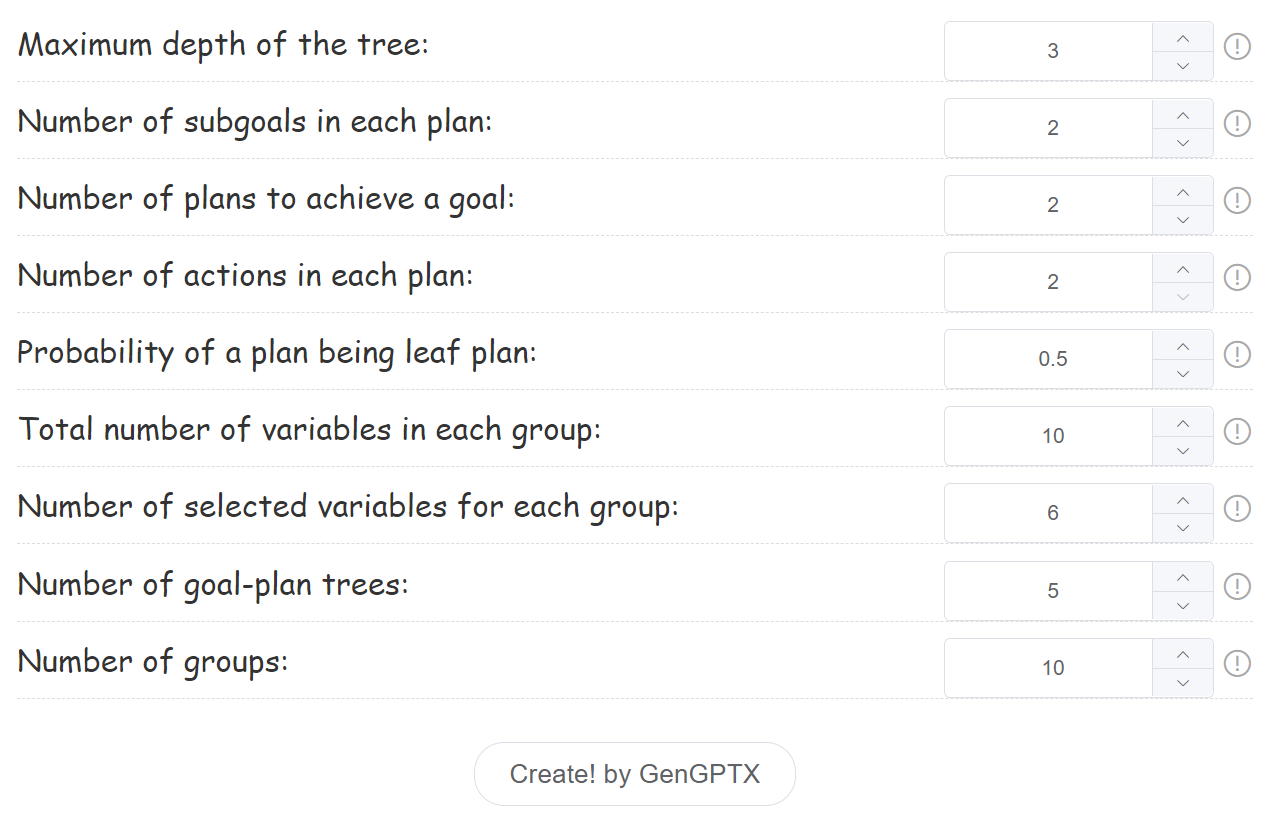 Maximum depth of the tree: 3
Number of subgoals in each plan: 2
Number of plans to achieve a goal: 2
Number of actions in each plan: 2
Probability of a plan being leaf plan: 0.5
Total number of variables in each group: 10
Number of selected variables for each group: 6
Number of goal-plan trees: 5
Number of groups: 10
Create! by GenGPTX